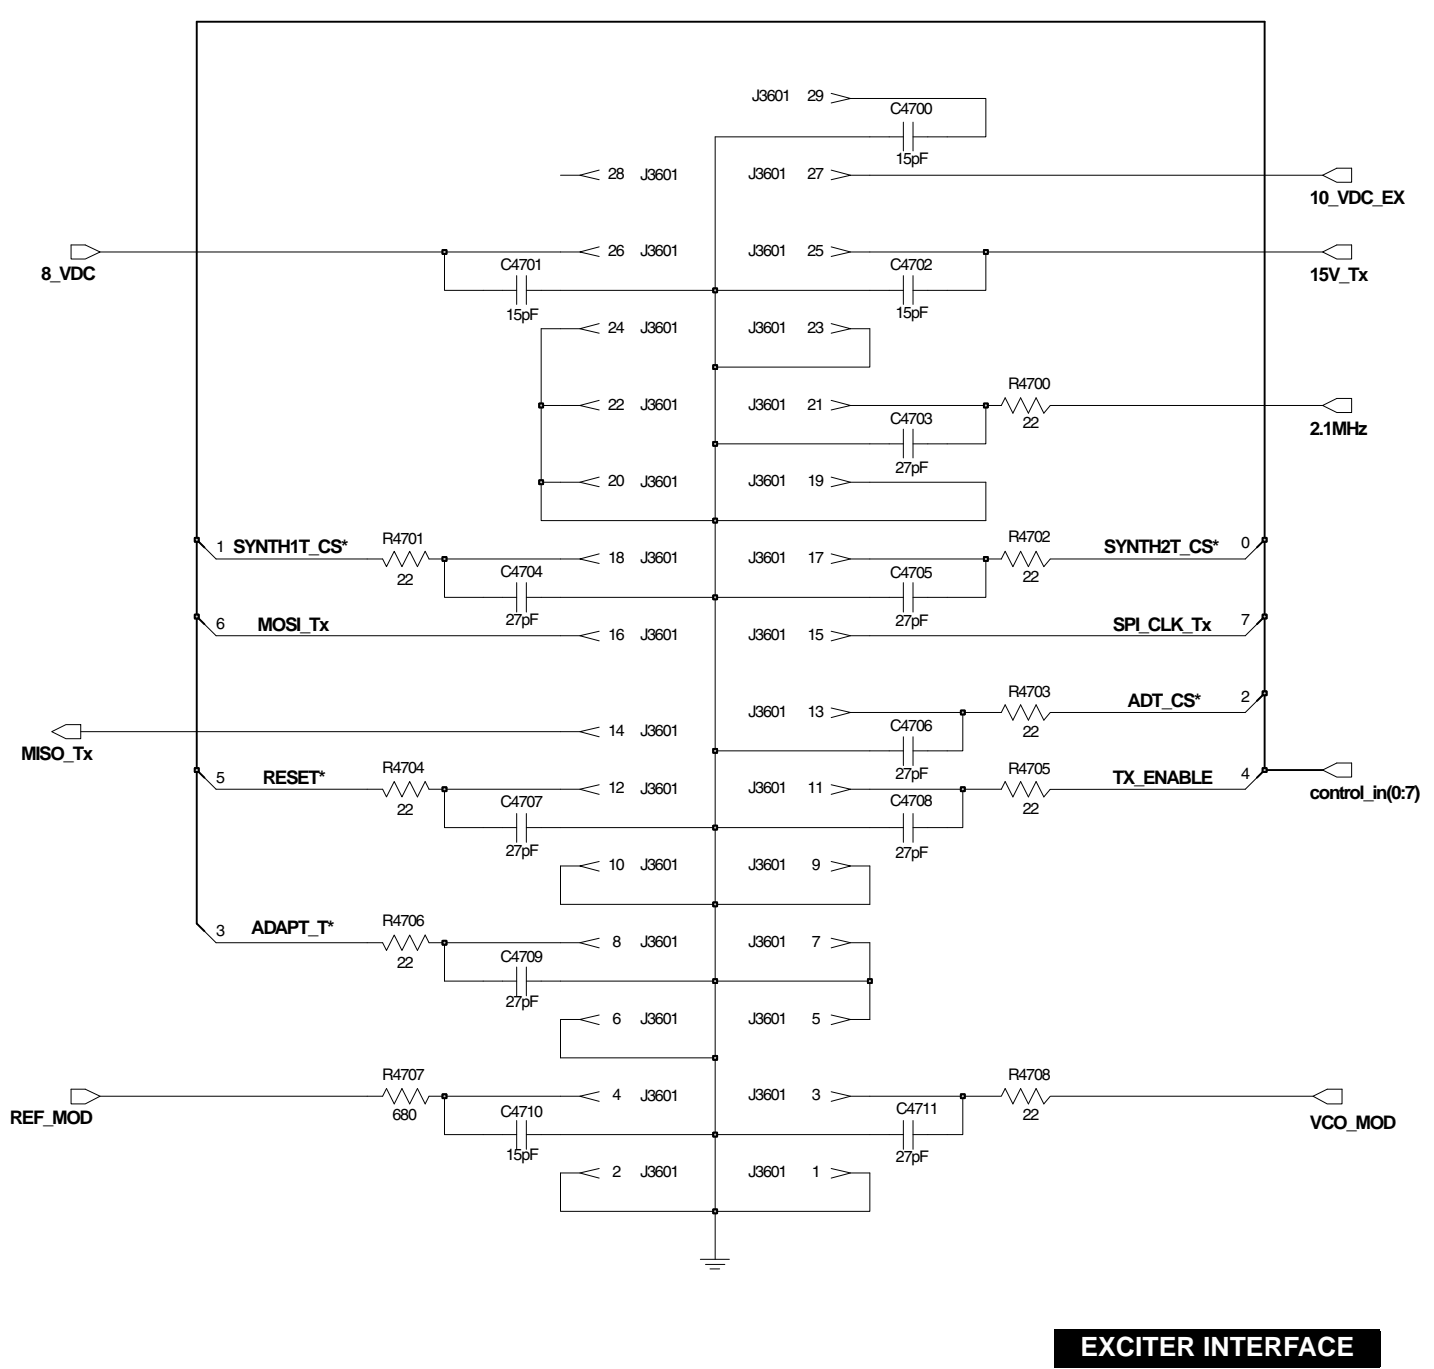 J3601 29
C4700
15pF
28 J3601
J3601 27
10_VDC_EX
8_VDC
26 J3601
C4701
15pF
J3601 25
C4702
15pF
15V_Tx
24 J3601
J3601 23
22 J3601
J3601 21
C4703
27pF
R4700
22
2.1MHz
20 J3601
J3601 19
1 SYNTH1T_CS*
R4701
22
18 J3601
C4704
27pF
J3601 17
C4705
27pF
R4702
22
SYNTH2T_CS* 0
6 MOSI_Tx
16 J3601
J3601 15
SPI_CLK_Tx 7
J3601 13
C4706
27pF
R4703
22
ADT_CS* 2
MISO_Tx
14 J3601
5 RESET*
R4704
22
12 J3601
C4707
27pF
J3601 11
C4708
27pF
R4705
22
TX_ENABLE 4
control_in(0:7)
10 J3601
J3601 9
3 ADAPT_T*
R4706
22
8 J3601
C4709
27pF
J3601 7
6 J3601
J3601 5
REF_MOD
R4707
680
4 J3601
C4710
15pF
J3601 3
C4711
27pF
R4708
22
VCO_MOD
2 J3601
J3601 1
EXCITER INTERFACE